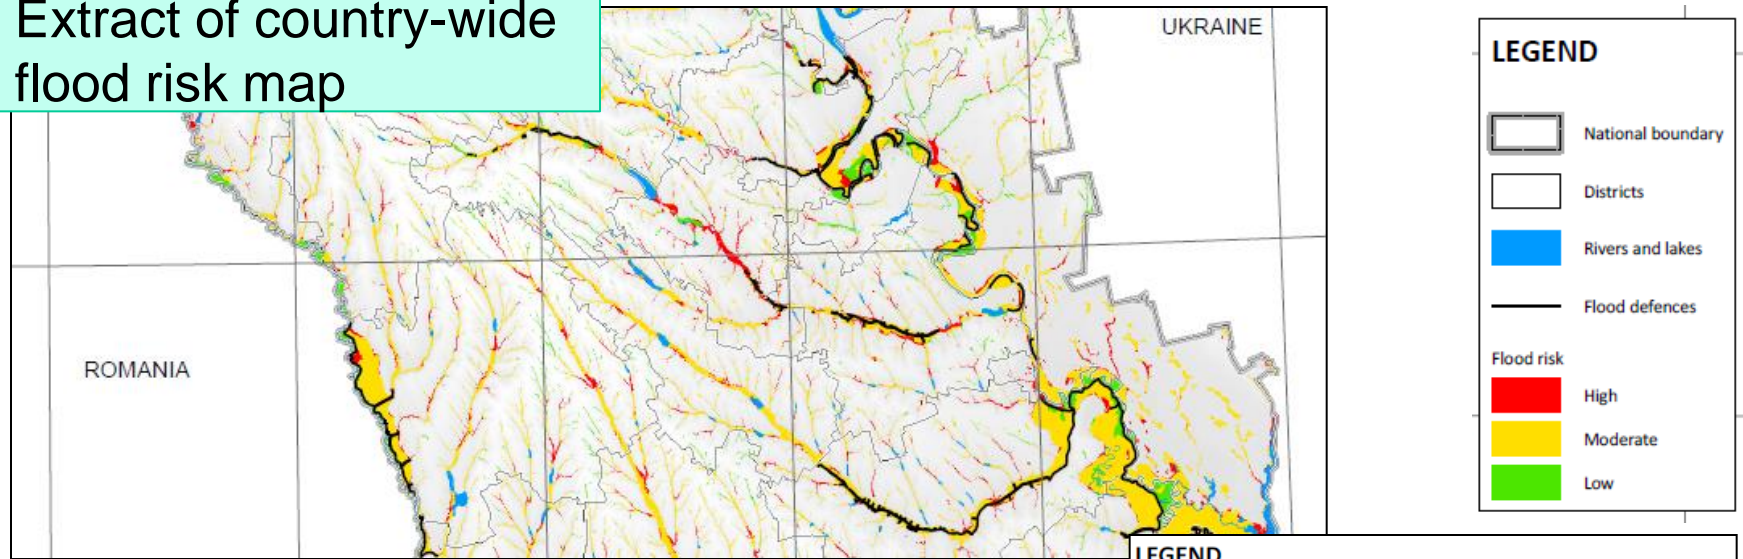 Extract of country-wide
flood risk map
UKRAINE
ROMANIA
LEGEND
National boundary
Districts
Rivers and lakes
Flood defences
Flood risk
High
Moderate
Low
LEGEND